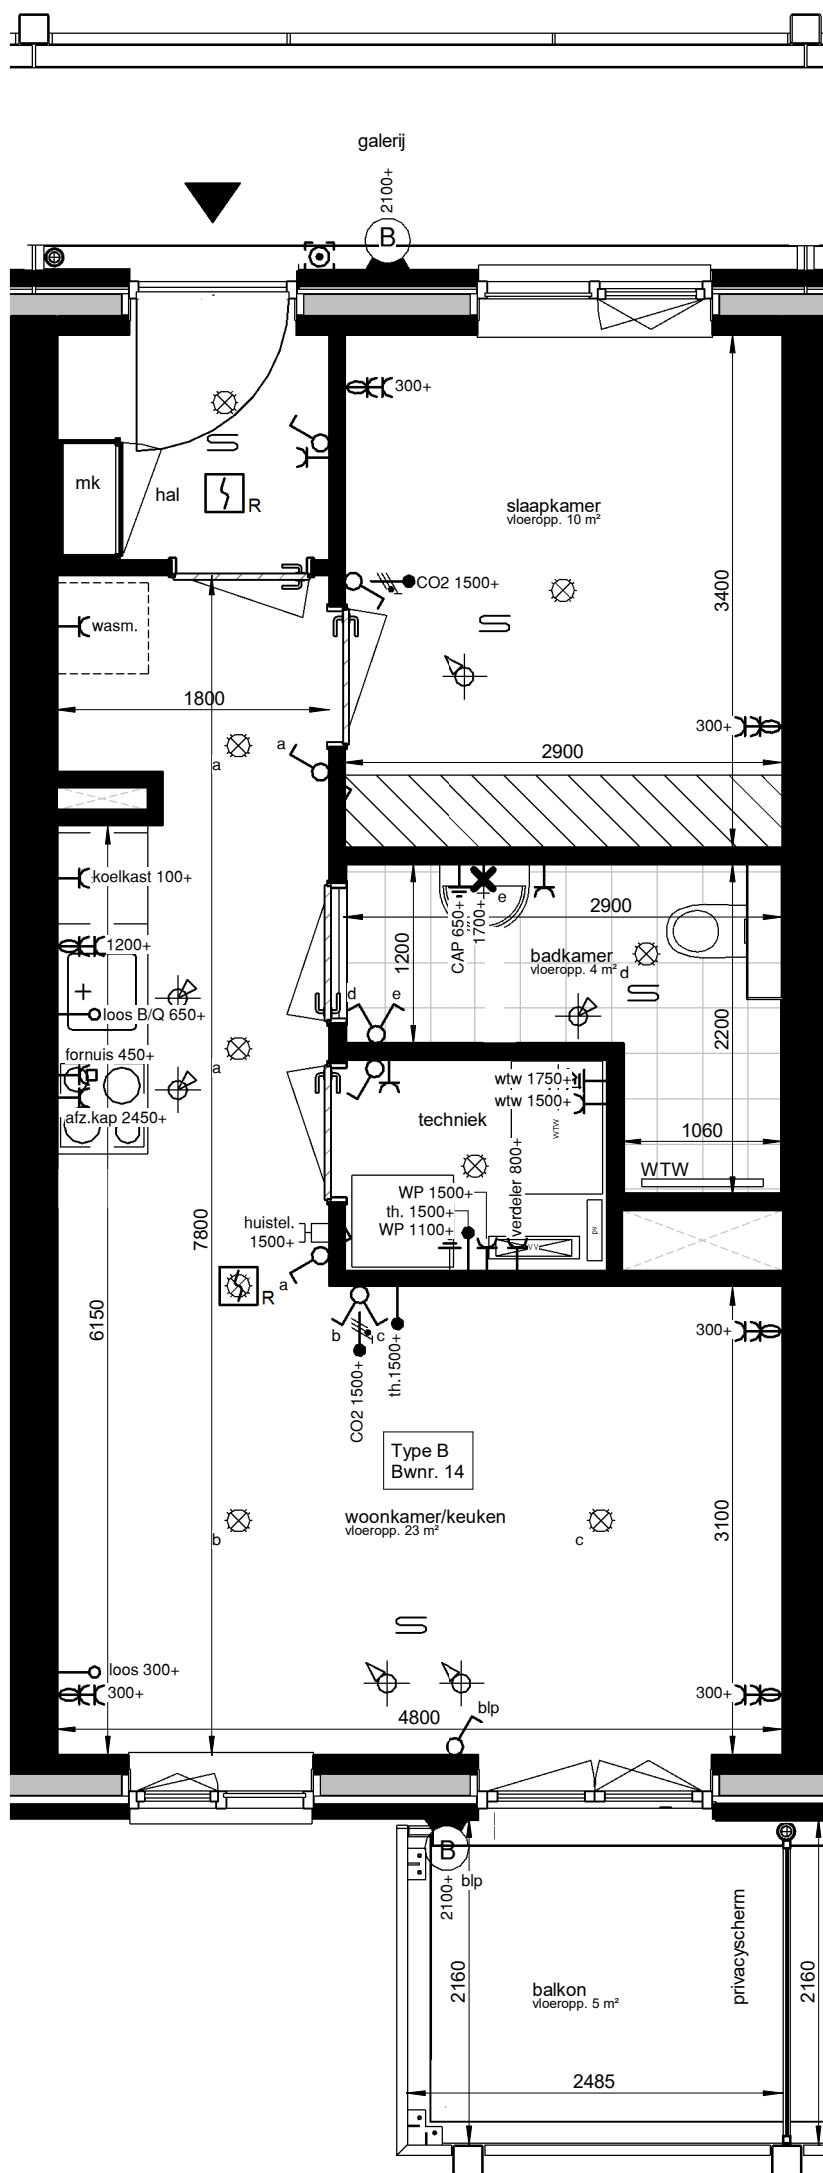 galerij
2100+
B
300+
mk
hal
R
slaapkamer
vloeropp. 10 m²
CO2 1500+
3400
wasm.
1800
300+
a
a
2900
koelkast 100+
1200+
CAP 650+
1700+
e
2900
1200
badkamer
vloeropp. 4 m²
d
d
e
loos B/Q 650+
2200
fornuis 450+
a
afz.kap 2450+
wtw 1750+
wtw 1500+
WTW
techniek
1060
WTW
verdeler 800+
WP 1500+
th. 1500+
WP 1100+
huistel.
1500+
7800
pv
vv
R
a
6150
b
c
CO2 1500+
th.1500+
300+
Type B
Bwnr. 14
woonkamer/keuken
vloeropp. 23 m²
b
c
3100
loos 300+
300+
300+
blp
4800
B
2100+
blp
privacyscherm
2160
2160
balkon
vloeropp. 5 m²
2485